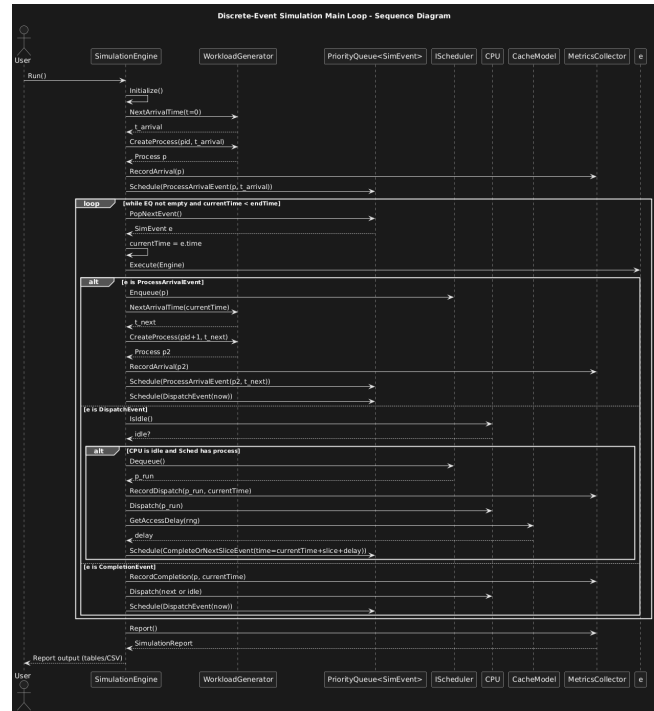 Discrete-Event Simulation Main Loop - Sequence Diagram
User
SimulationEngine
WorkloadGenerator
PriorityQueue<SimEvent>
IScheduler
CPU
CacheModel
MetricsCollector
e
Run()
Initialize()
NextArrivalTime(t=0)
t_arrival
CreateProcess(pid, t_arrival)
Process p
RecordArrival(p)
Schedule(ProcessArrivalEvent(p, t_arrival))
loop
[while EQ not empty and currentTime < endTime]
PopNextEvent()
SimEvent e
currentTime = e.time
Execute(Engine)
alt
[e is ProcessArrivalEvent]
Enqueue(p)
NextArrivalTime(currentTime)
t_next
CreateProcess(pid+1, t_next)
Process p2
RecordArrival(p2)
Schedule(ProcessArrivalEvent(p2, t_next))
Schedule(DispatchEvent(now))
[e is DispatchEvent]
IsIdle()
idle?
alt
[CPU is idle and Sched has process]
Dequeue()
p_run
RecordDispatch(p_run, currentTime)
Dispatch(p_run)
GetAccessDelay(rng)
delay
Schedule(CompleteOrNextSliceEvent(time=currentTime+slice+delay))
[e is CompletionEvent]
RecordCompletion(p, currentTime)
Dispatch(next or idle)
Schedule(DispatchEvent(now))
Report()
SimulationReport
Report output (tables/CSV)
User
SimulationEngine
WorkloadGenerator
PriorityQueue<SimEvent>
IScheduler
CPU
CacheModel
MetricsCollector
e